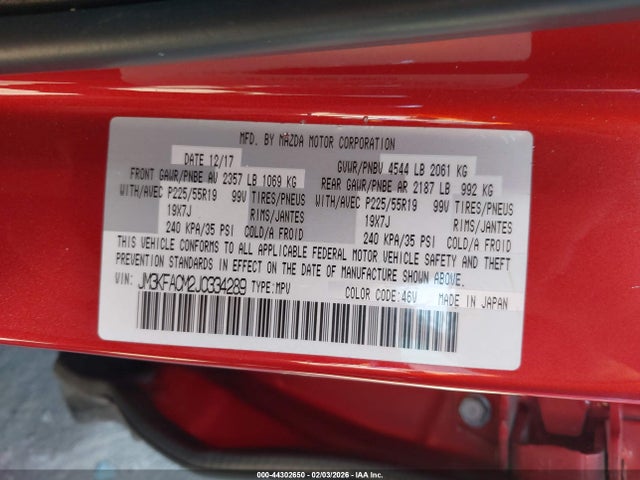 MFD. BY MAZDA MOTOR CORPORATION
DATE 12/17 GVWR/PNBV 4544 LB 2061 KG
FRONT GAWR/PNBE AV 2357 LB 1069 KG REAR GAWR/PNBE AR 2187 LB 992 KG
WITH/AVEC P225/55R19 99V TIRES/PNEUS WITH/AVEC P225/55R19 99V TIRES/PNEUS
19X7J RIMS/JANTES 19X7J RIMS/JANTES
240 KPA/35 PSI COLD/A FROID 240 KPA/35 PSI COLD/A FROID
THIS VEHICLE CONFORMS TO ALL APPLICABLE FEDERAL MOTOR VEHICLE SAFETY AND THEFT
PREVENTION STANDARDS IN EFFECT ON THE DATE OF MANUFACTURE SHOWN ABOVE.
VIN: JM3KFACM2J0334289 TYPE:MPV COLOR CODE:46V MADE IN JAPAN
000-44302650 - 02/03/2026 - IAA Inc.